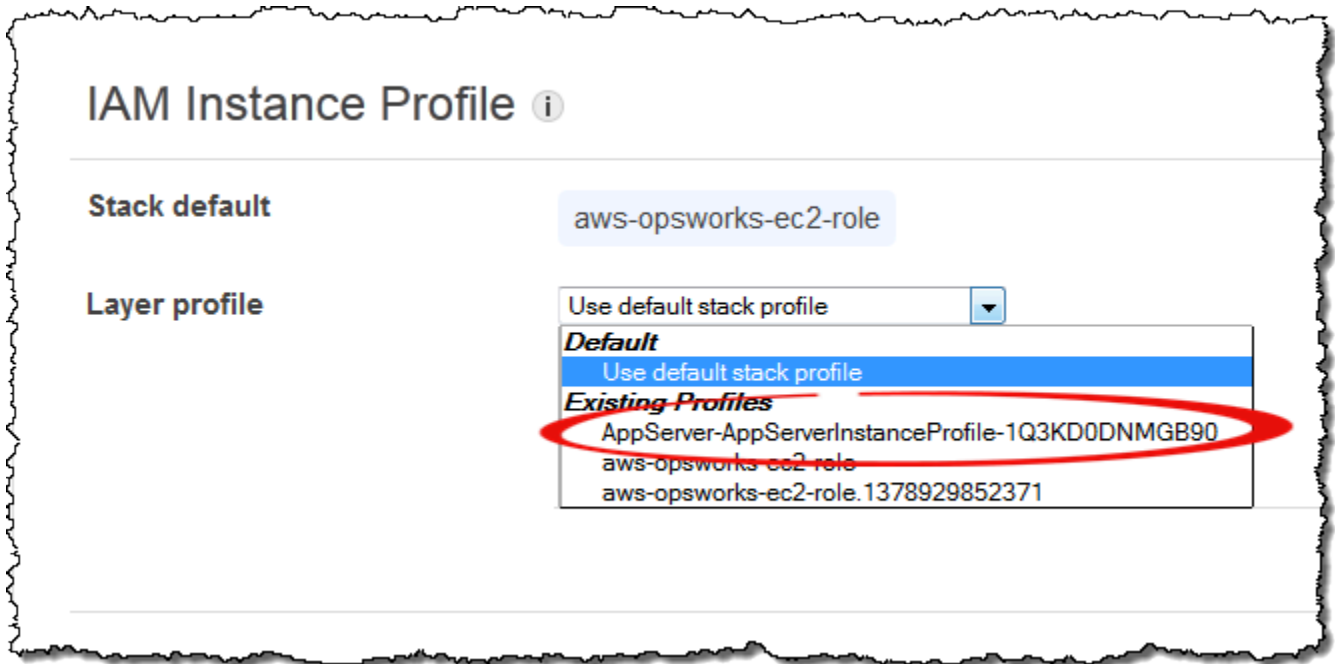 IAM Instance Profile i
Stack default
aws-opsworks-ec2-role
Layer profile
Use default stack profile
Default
Use default stack profile
Existing Profiles
AppServer-AppServerInstanceProfile-1Q3KD0DNMGB90
aws-opsworks-ec2-role
aws-opsworks-ec2-role.1378929852371